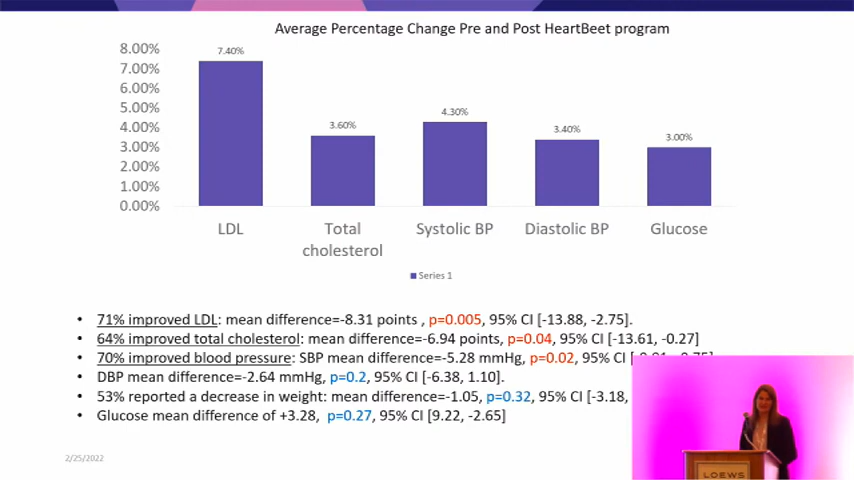 Average Percentage Change Pre and Post HeartBeet program
8.00%
7.00%
6.00%
5.00%
4.00%
3.00%
2.00%
1.00%
0.00%
7.40%
3.60%
4.30%
3.40%
3.00%
LDL
Total cholesterol
Systolic BP
Diastolic BP
Glucose
Series 1
• 71% improved LDL: mean difference=-8.31 points , p=0.005, 95% CI [-13.88, -2.75].
• 64% improved total cholesterol: mean difference=-6.94 points, p=0.04, 95% CI [-13.61, -0.27]
• 70% improved blood pressure: SBP mean difference=-5.28 mmHg, p=0.02, 95% CI
• DBP mean difference=-2.64 mmHg, p=0.2, 95% CI [-6.38, 1.10].
• 53% reported a decrease in weight: mean difference=-1.05, p=0.32, 95% CI [-3.18,
• Glucose mean difference of +3.28, p=0.27, 95% CI [9.22, -2.65]
2/25/2022
LOEWS